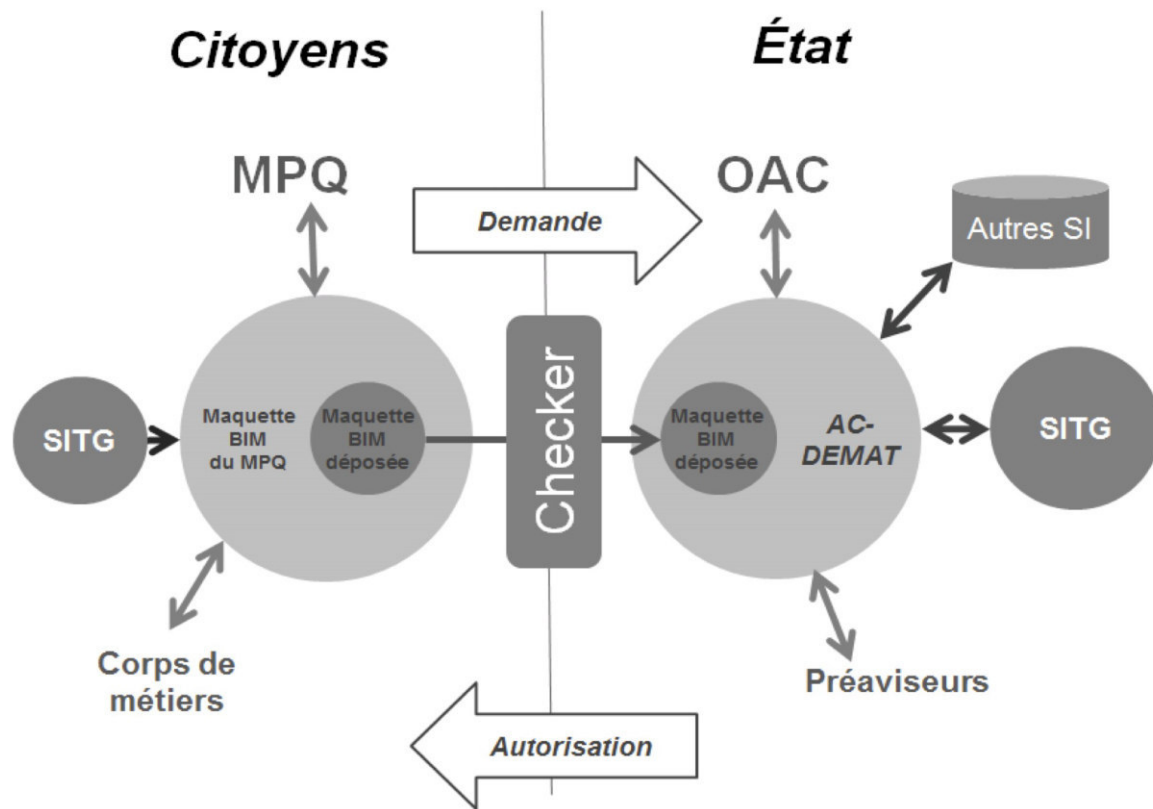 Citoyens
État
MPQ
OAC
Demande
Autres SI
SITG
Maquette
BIM
du MPQ
Maquette
BIM
déposée
Checker
Maquette
BIM
déposée
AC-
DEMAT
SITG
Corps de
métiers
Préaviseurs
Autorisation